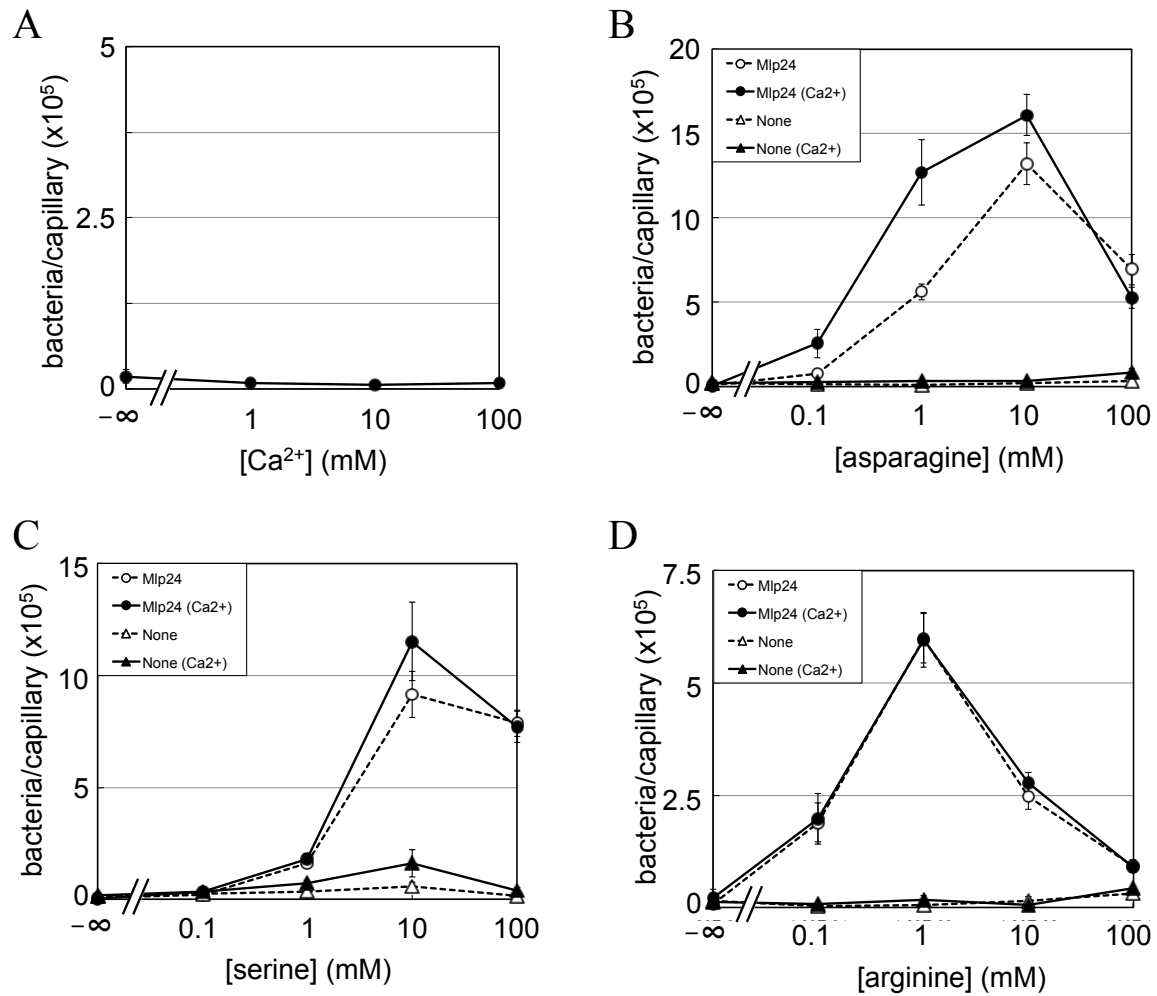 A
bacteria/capillary (x10⁵)
5
2.5
0
−∞ 1 10 100
[Ca²⁺] (mM)
B
bacteria/capillary (x10⁵)
20
15
10
5
0
Mlp24
Mlp24 (Ca2+)
None
None (Ca2+)
−∞ 0.1 1 10 100
[asparagine] (mM)
C
bacteria/capillary (x10⁵)
15
10
5
0
Mlp24
Mlp24 (Ca2+)
None
None (Ca2+)
−∞ 0.1 1 10 100
[serine] (mM)
D
bacteria/capillary (x10⁵)
7.5
5
2.5
0
Mlp24
Mlp24 (Ca2+)
None
None (Ca2+)
−∞ 0.1 1 10 100
[arginine] (mM)